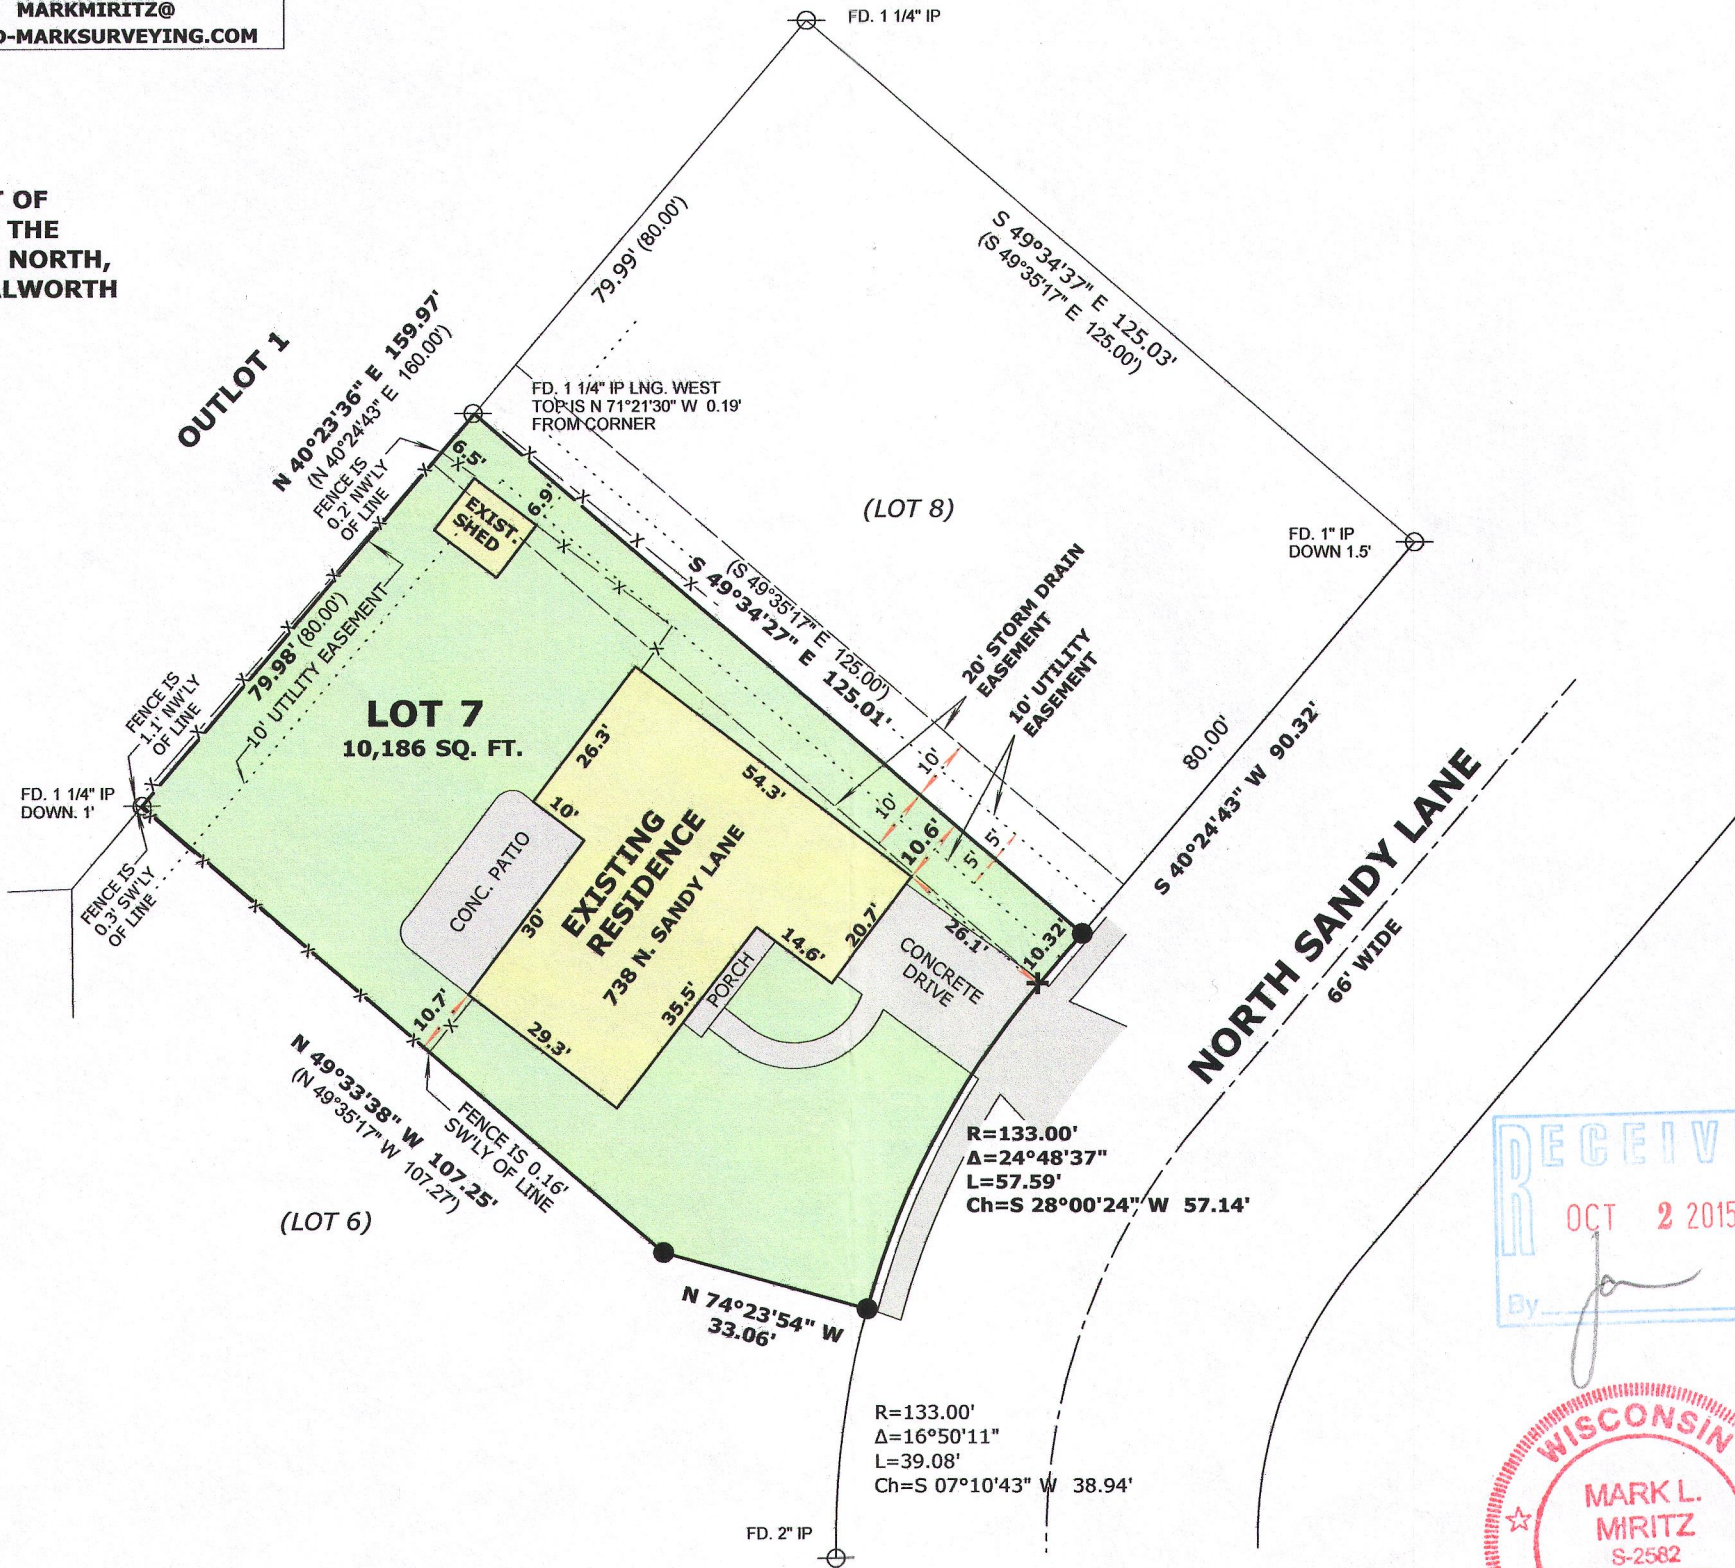 MARKMIRITZ@
-MARKSURVEYING.COM
OF
THE
NORTH,
LWORTH
FD. 1 1/4" IP
79.99' (80.00')
S 49°34'37" E 125.03'
(S 49°35'17" E 125.00')
OUTLOT 1
N 40°23'36" E 159.97'
(N 40°24'43" E 160.00')
FENCE IS
0.2' NW'LY
OF LINE
FD. 1 1/4" IP LNG. WEST
TOP IS N 71°21'30" W 0.19'
FROM CORNER
6.5'
6.9'
EXIST.
SHED
(LOT 8)
FD. 1" IP
DOWN 1.5'
(S 49°35'17" E 125.00')
S 49°34'27" E 125.01'
20' STORM DRAIN
EASEMENT
10' UTILITY
EASEMENT
79.98' (80.00')
10' UTILITY EASEMENT
FENCE IS
1.1' NW'LY
OF LINE
LOT 7
10,186 SQ. FT.
FD. 1 1/4" IP
DOWN. 1'
FENCE IS
0.3' SW'LY
OF LINE
26.3'
54.3'
10'
10'
10'
10.6'
5'
5'
80.00'
S 40°24'43" W 90.32'
CONC. PATIO
30'
EXISTING
RESIDENCE
738 N. SANDY LANE
14.6'
20.7'
26.1'
10.32'
CONCRETE
DRIVE
PORCH
35.5'
10.7'
29.3'
NORTH SANDY LANE
66' WIDE
N 49°33'38" W 107.25'
(N 49°35'17" W 107.27')
FENCE IS 0.16'
SW'LY OF LINE
(LOT 6)
R=133.00'
Δ=24°48'37"
L=57.59'
Ch=S 28°00'24" W 57.14'
N 74°23'54" W
33.06'
RECEIV
OCT 2 2015
By
R=133.00'
Δ=16°50'11"
L=39.08'
Ch=S 07°10'43" W 38.94'
FD. 2" IP
WISCONSIN
MARK L.
MIRITZ
S-2582